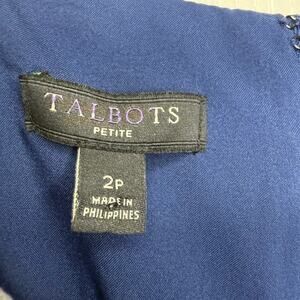 TALBOTS
PETITE
2P
MADE IN
PHILIPPINES